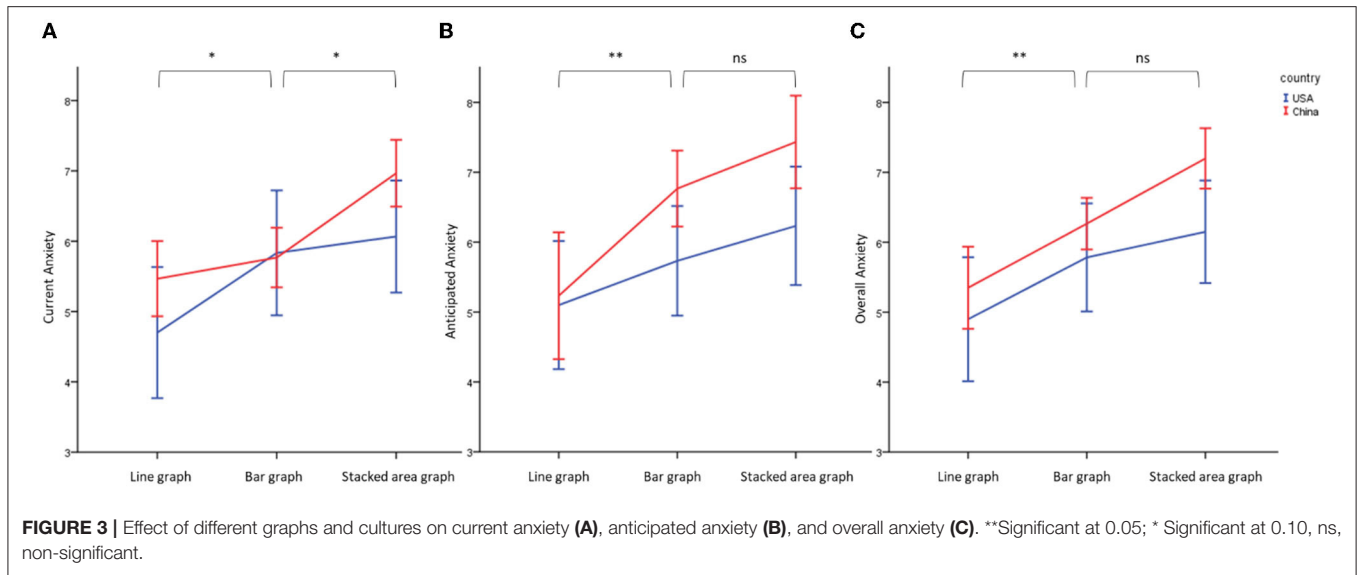 A
B
C
* *
** ns
** ns
country
USA
China
8
7
6
5
4
3
Current Anxiety
Line graph Bar graph Stacked area graph
8
7
6
5
4
3
Anticipated Anxiety
Line graph Bar graph Stacked area graph
8
7
6
5
4
3
Overall Anxiety
Line graph Bar graph Stacked area graph
FIGURE 3 | Effect of different graphs and cultures on current anxiety (A), anticipated anxiety (B), and overall anxiety (C). **Significant at 0.05; * Significant at 0.10, ns,
non-significant.